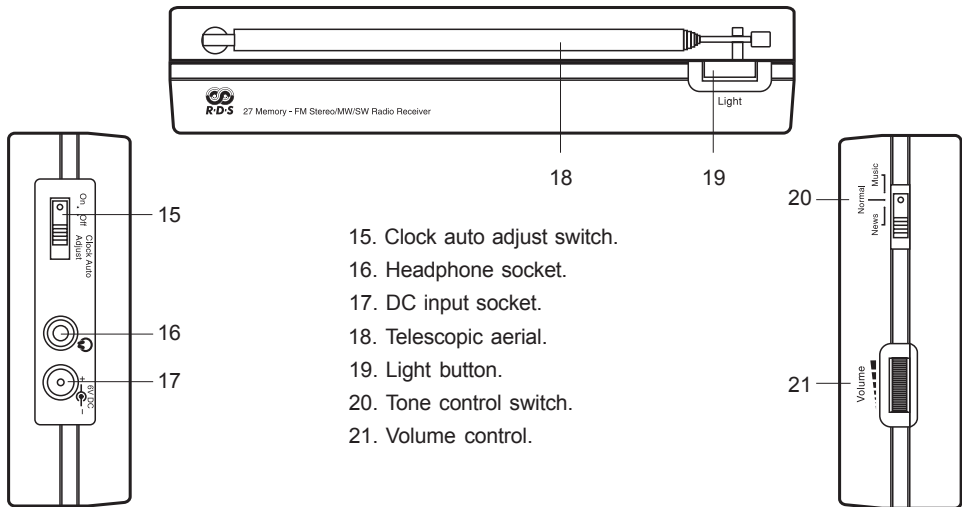 R·D·S 27 Memory - FM Stereo/MW/SW Radio Receiver
Light
18
19
On . Off
Clock Auto
Adjust
15
16
6V DC
+
−
17
15. Clock auto adjust switch.
16. Headphone socket.
17. DC input socket.
18. Telescopic aerial.
19. Light button.
20. Tone control switch.
21. Volume control.
20
Music
Normal
News
21
Volume